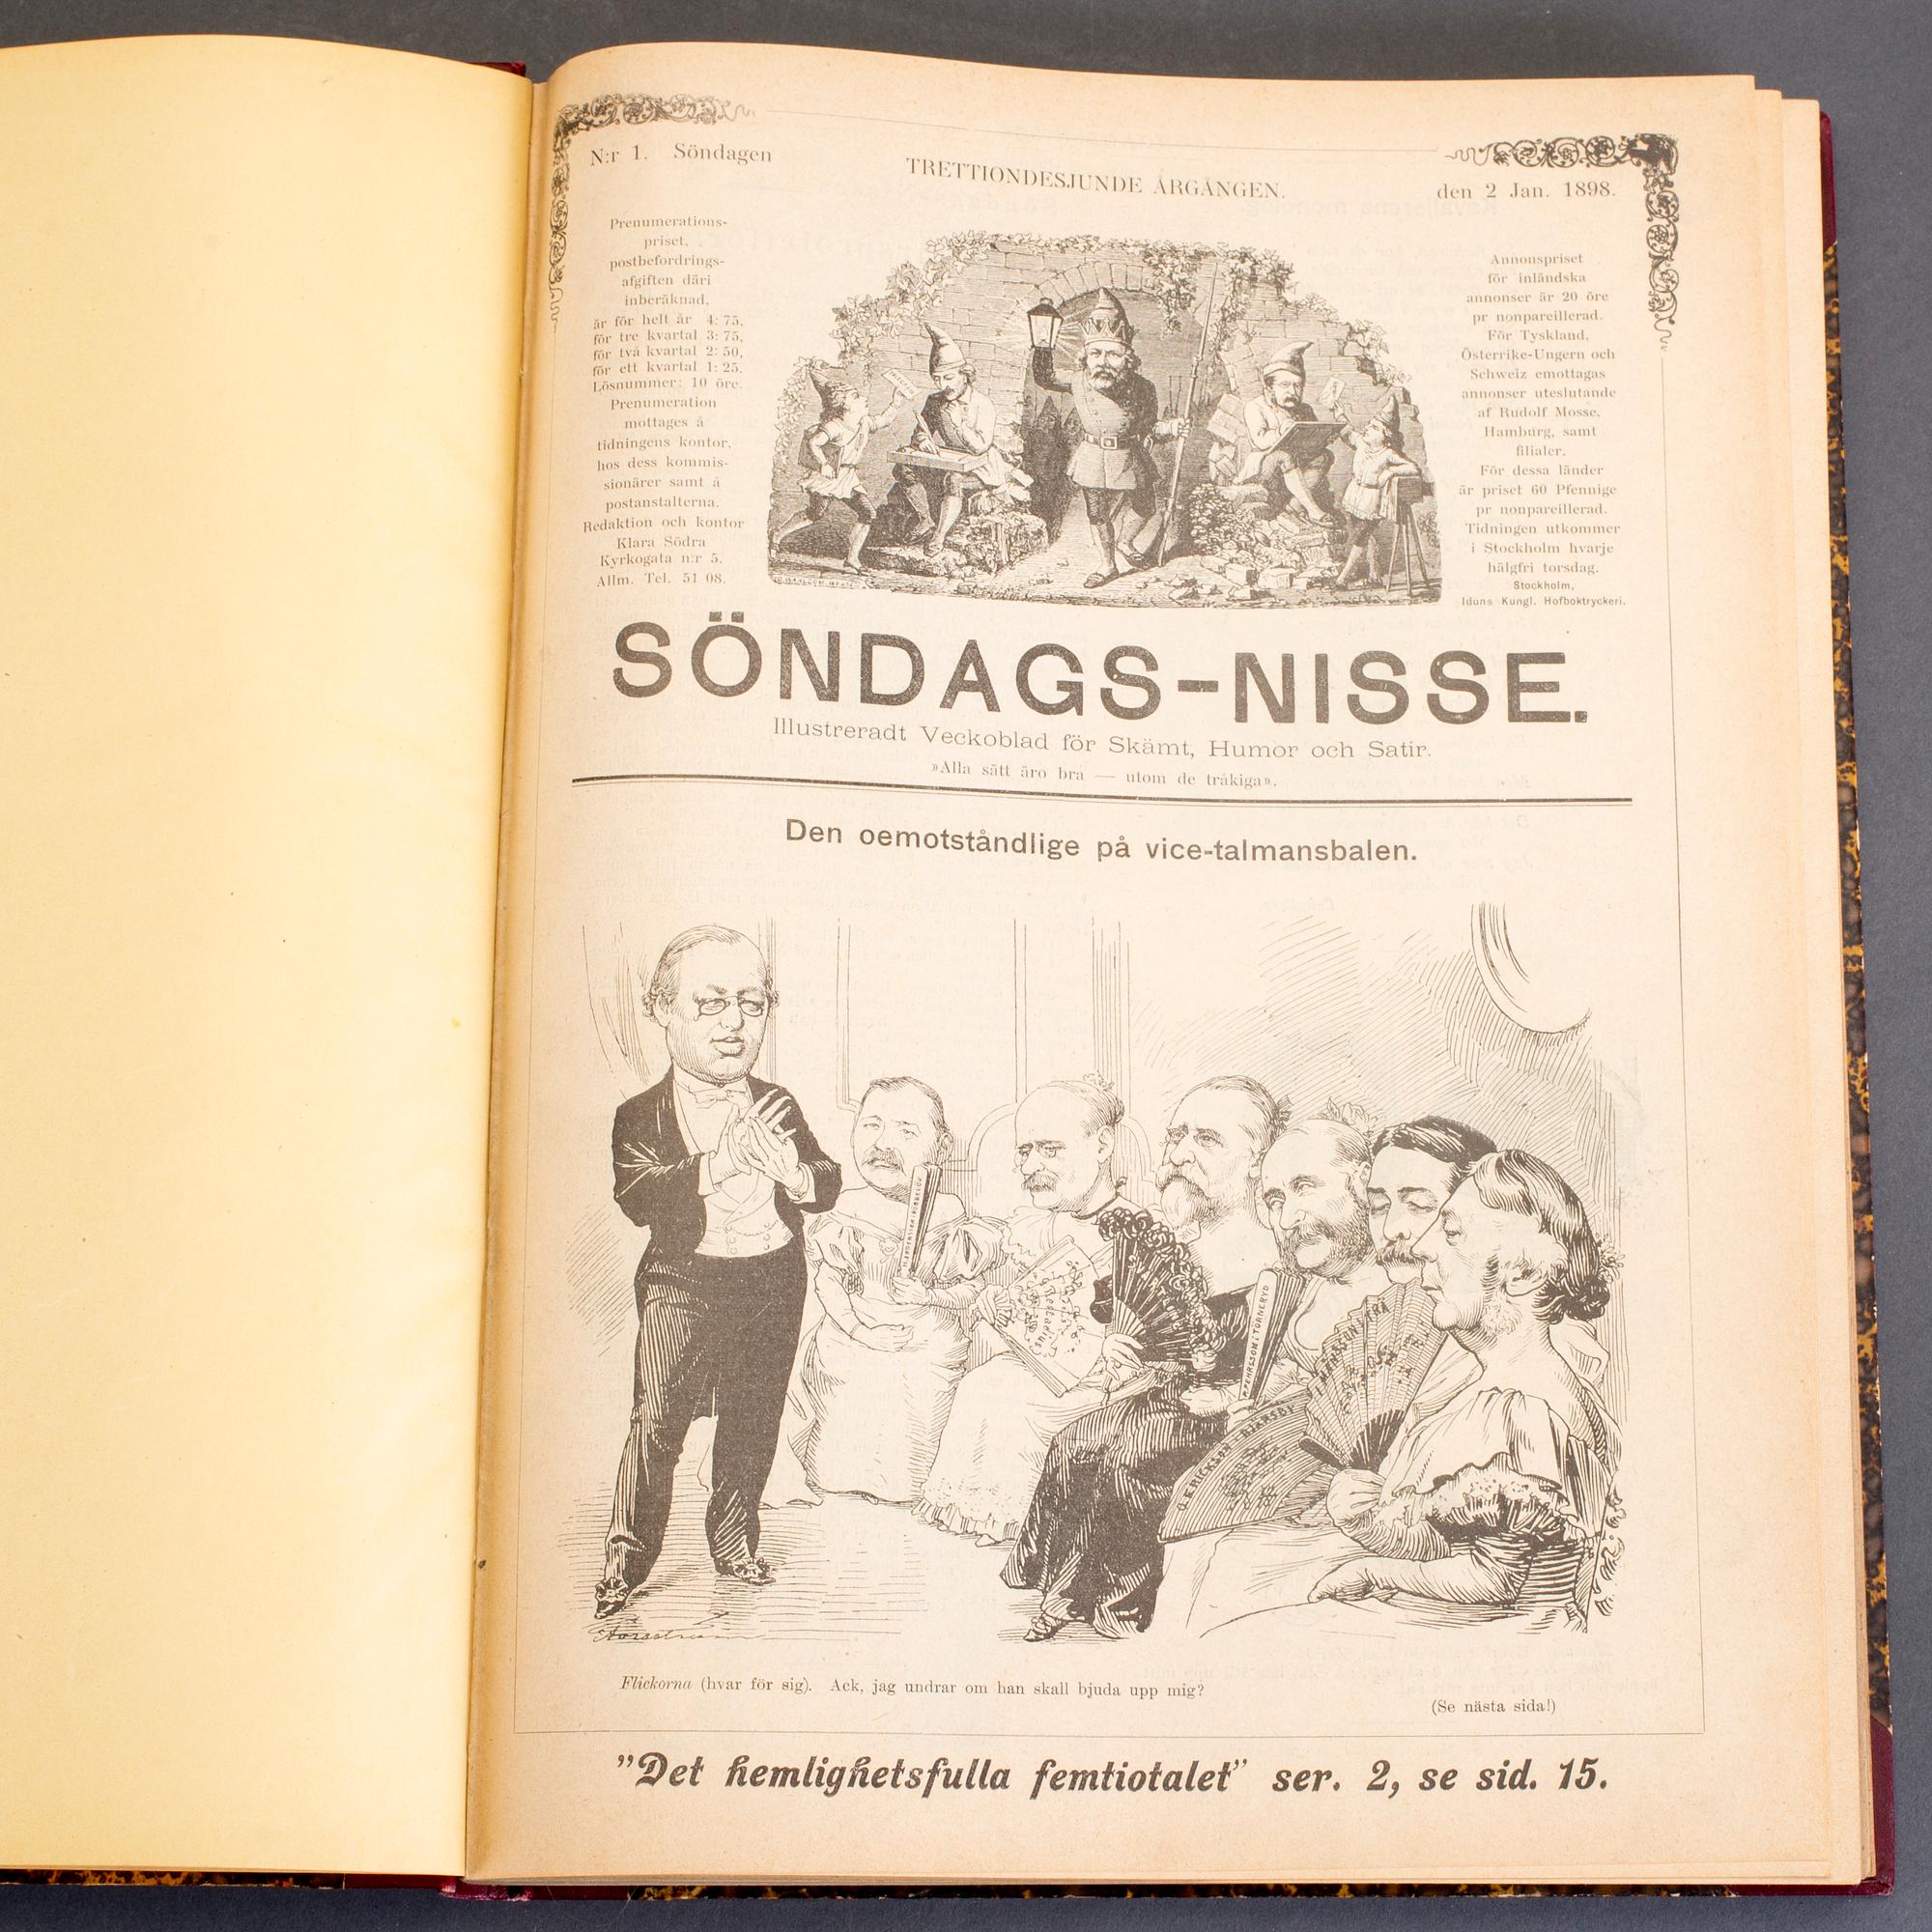 N:r 1. Söndagen
TRETTIONDESJUNDE ÅRGÅNGEN.
den 2 Jan. 1898.
Prenumerations-
priset,
postbefordrings-
afgiften däri
inberäknad,
är för helt år 4: 75,
för tre kvartal 3: 75,
för två kvartal 2: 50,
för ett kvartal 1: 25.
Lösnummer: 10 öre.
Prenumeration
mottages å
tidningens kontor,
hos dess kommis-
sionärer samt å
postanstalterna.
Redaktion och kontor
Klara Södra
Kyrkogata n:r 5.
Allm. Tel. 51 08.
Annonspriset
för inländska
annonser är 20 öre
pr nonpareillerad.
För Tyskland,
Österrike-Ungern och
Schweiz emottagas
annonser uteslutande
af Rudolf Mosse,
Hamburg, samt
filialer.
För dessa länder
är priset 60 Pfennige
pr nonpareillerad.
Tidningen utkommer
i Stockholm hvarje
hälgfri torsdag.
Stockholm,
Iduns Kungl. Hofboktryckeri.
SÖNDAGS-NISSE.
Illustreradt Veckoblad för Skämt, Humor och Satir.
»Alla sätt äro bra — utom de tråkiga».
Den oemotståndlige på vice-talmansbalen.
O. ERICKSON BJERSBY
Flickorna (hvar för sig). Ack, jag undrar om han skall bjuda upp mig?
(Se nästa sida!)
"Det hemlighetsfulla femtiotalet" ser. 2, se sid. 15.